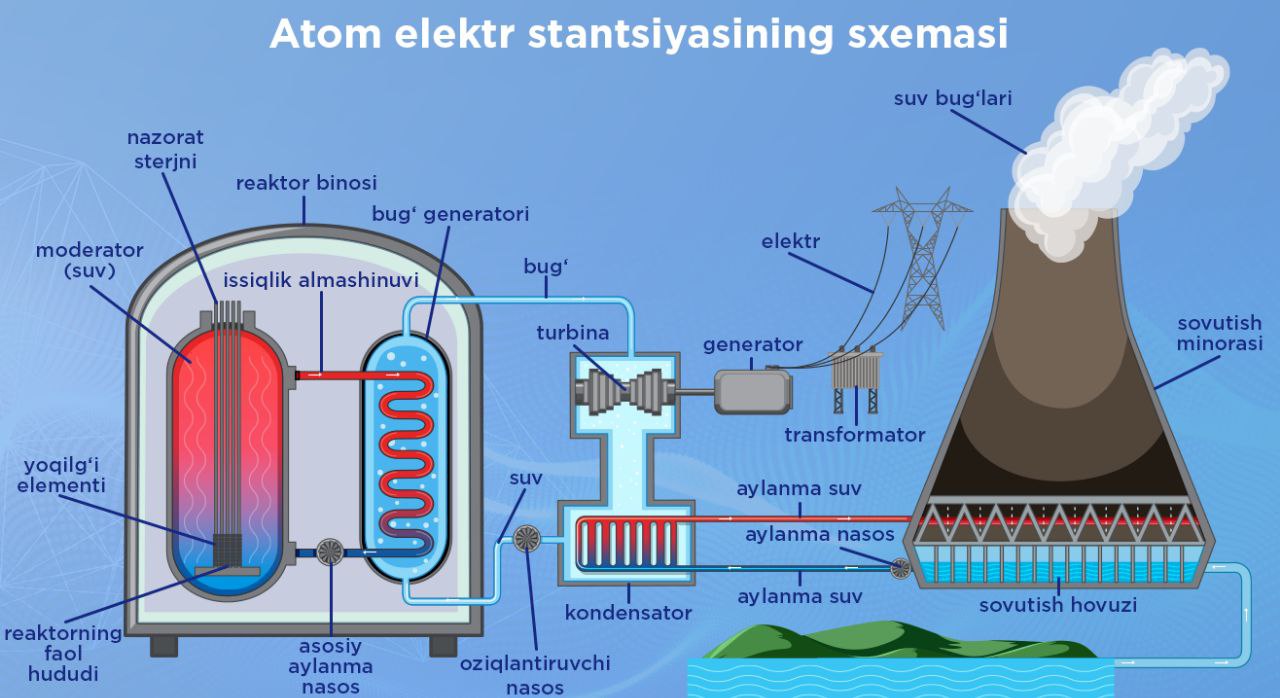 Atom elektr stantsiyasining sxemasi
suv bug‘lari
nazorat
sterjni
reaktor binosi
bug‘ generatori
moderator
(suv)
issiqlik almashinuvi
bug‘
elektr
turbina
generator
sovutish
minorasi
transformator
yoqilg‘i
elementi
suv
aylanma suv
aylanma nasos
aylanma suv
kondensator
sovutish hovuzi
reaktorning
faol
hududi
asosiy
aylanma
nasos
oziqlantiruvchi
nasos